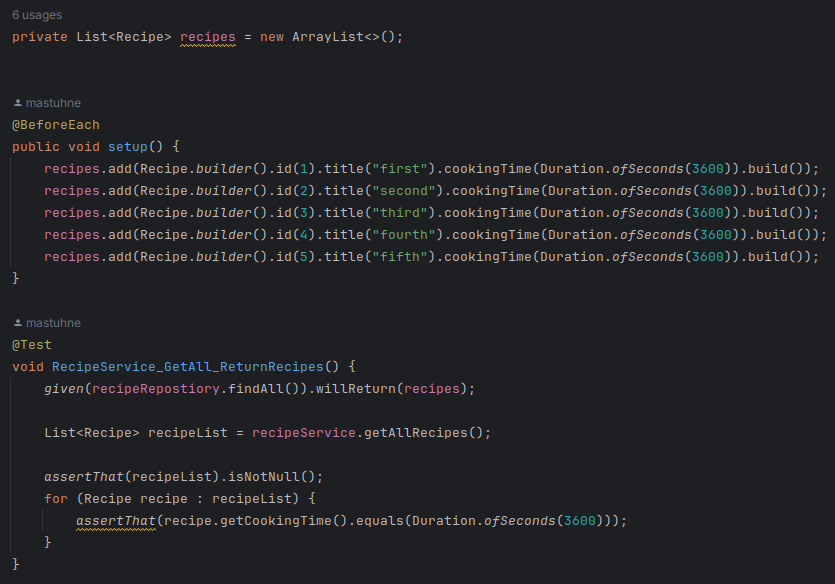 6 usages
private List<Recipe> recipes = new ArrayList<>();
mastuhne
@BeforeEach
public void setup() {
    recipes.add(Recipe.builder().id(1).title("first").cookingTime(Duration.ofSeconds(3600)).build());
    recipes.add(Recipe.builder().id(2).title("second").cookingTime(Duration.ofSeconds(3600)).build());
    recipes.add(Recipe.builder().id(3).title("third").cookingTime(Duration.ofSeconds(3600)).build());
    recipes.add(Recipe.builder().id(4).title("fourth").cookingTime(Duration.ofSeconds(3600)).build());
    recipes.add(Recipe.builder().id(5).title("fifth").cookingTime(Duration.ofSeconds(3600)).build());
}
mastuhne
@Test
void RecipeService_GetAll_ReturnRecipes() {
    given(recipeRepostiory.findAll()).willReturn(recipes);
    List<Recipe> recipeList = recipeService.getAllRecipes();
    assertThat(recipeList).isNotNull();
    for (Recipe recipe : recipeList) {
        assertThat(recipe.getCookingTime().equals(Duration.ofSeconds(3600)));
    }
}